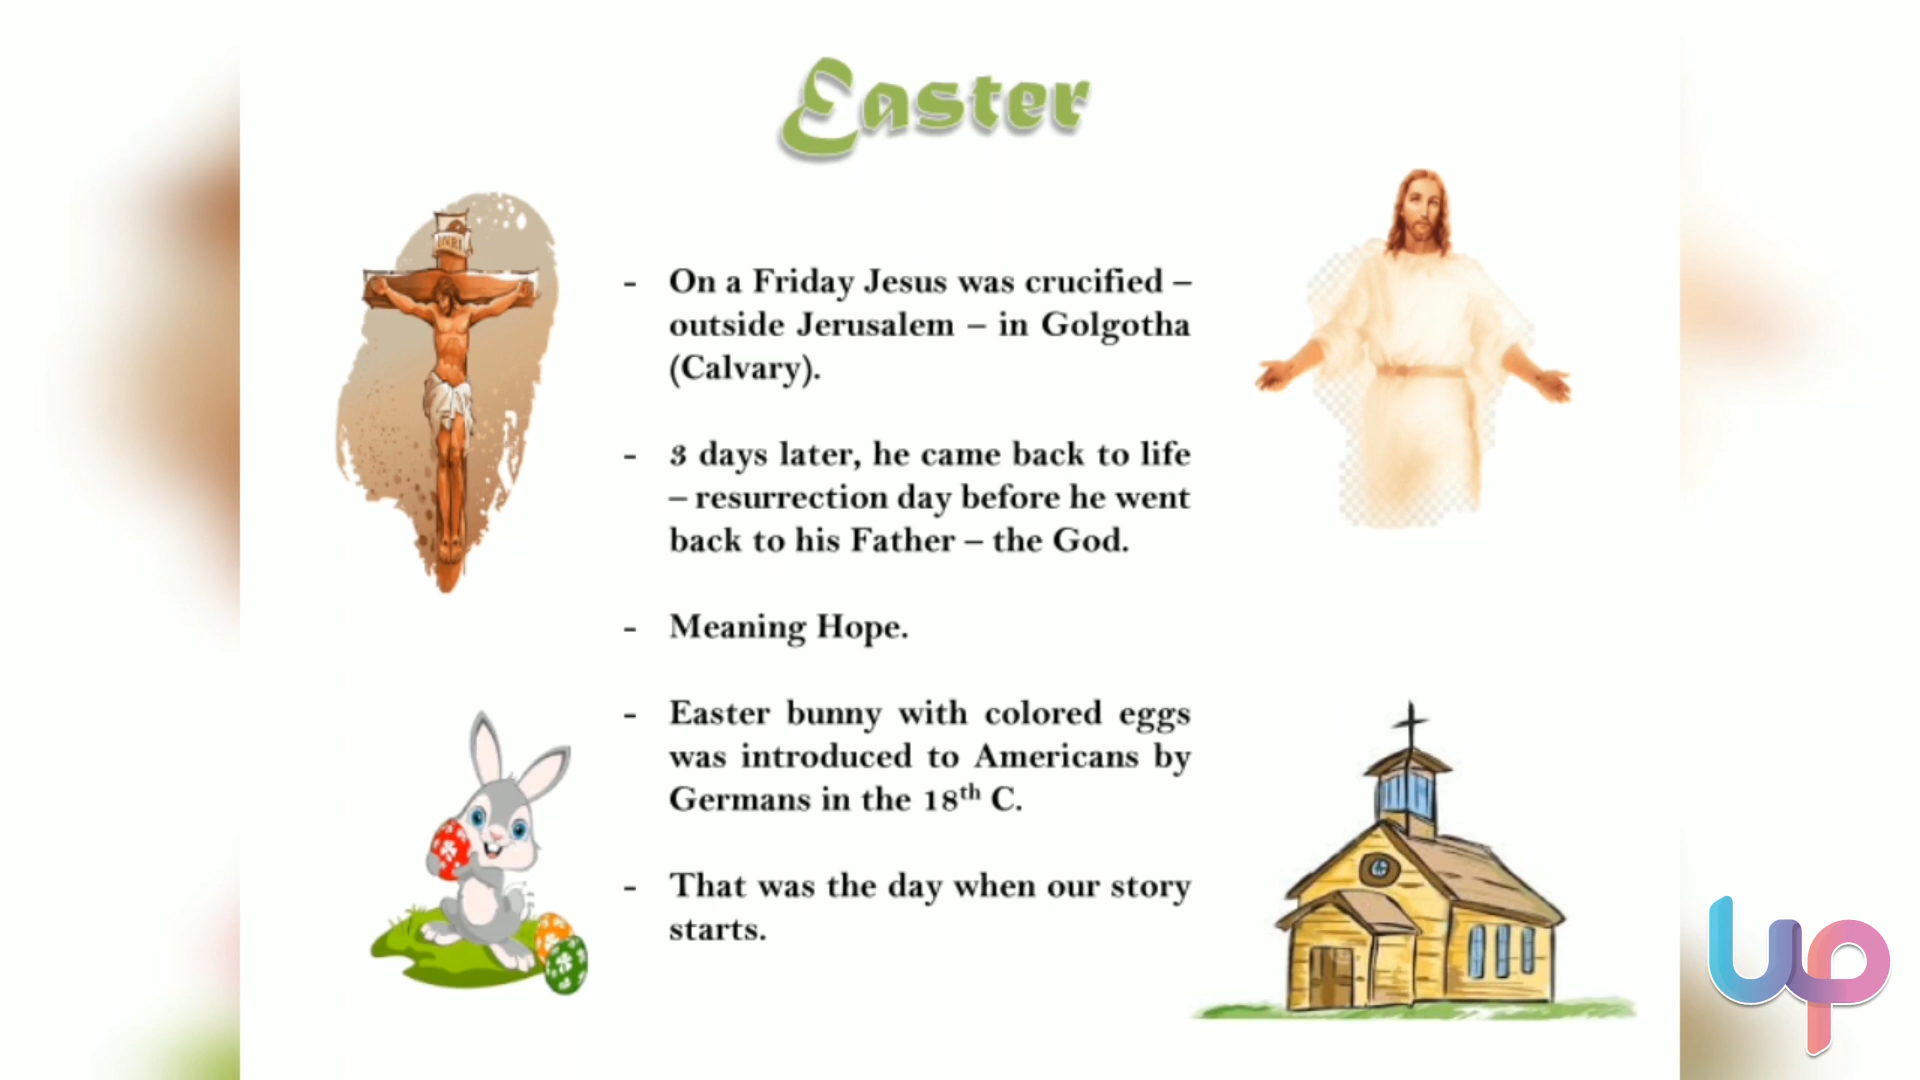 Easter
INRI
- On a Friday Jesus was crucified –
outside Jerusalem – in Golgotha
(Calvary).
- 3 days later, he came back to life
– resurrection day before he went
back to his Father – the God.
- Meaning Hope.
- Easter bunny with colored eggs
was introduced to Americans by
Germans in the 18th C.
- That was the day when our story
starts.
up